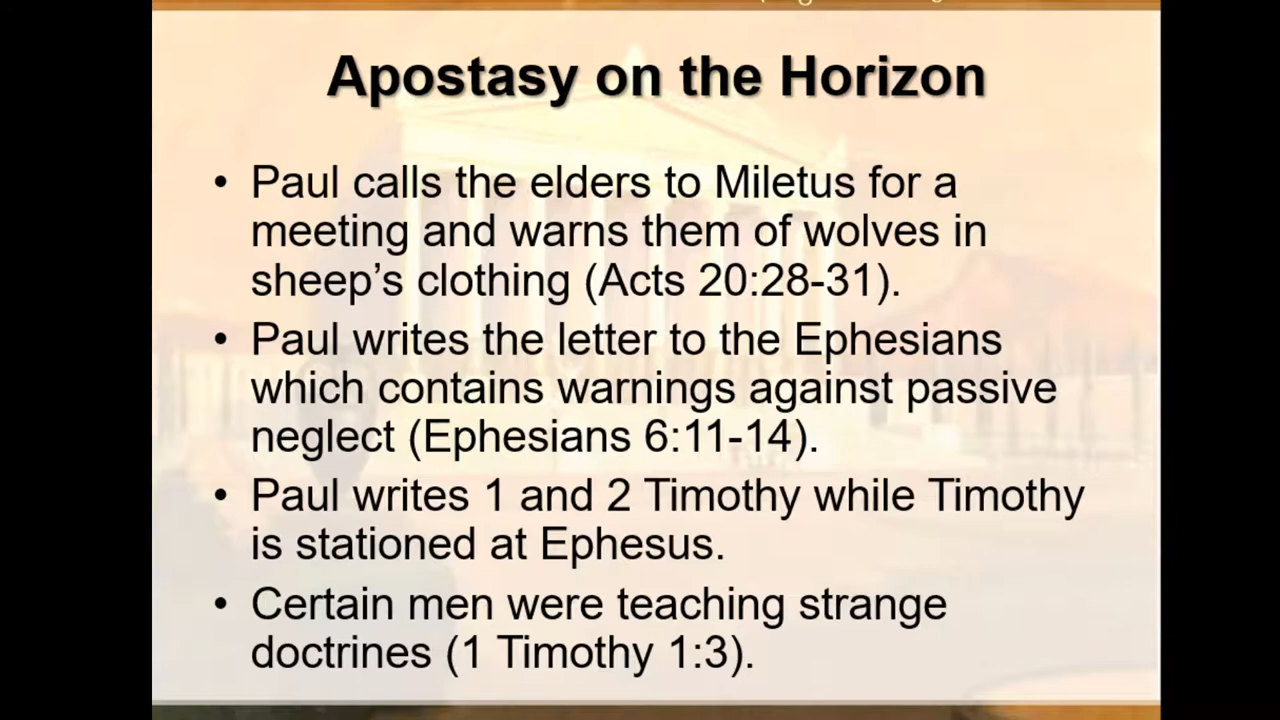 Apostasy on the Horizon
• Paul calls the elders to Miletus for a
meeting and warns them of wolves in
sheep’s clothing (Acts 20:28-31).
• Paul writes the letter to the Ephesians
which contains warnings against passive
neglect (Ephesians 6:11-14).
• Paul writes 1 and 2 Timothy while Timothy
is stationed at Ephesus.
• Certain men were teaching strange
doctrines (1 Timothy 1:3).